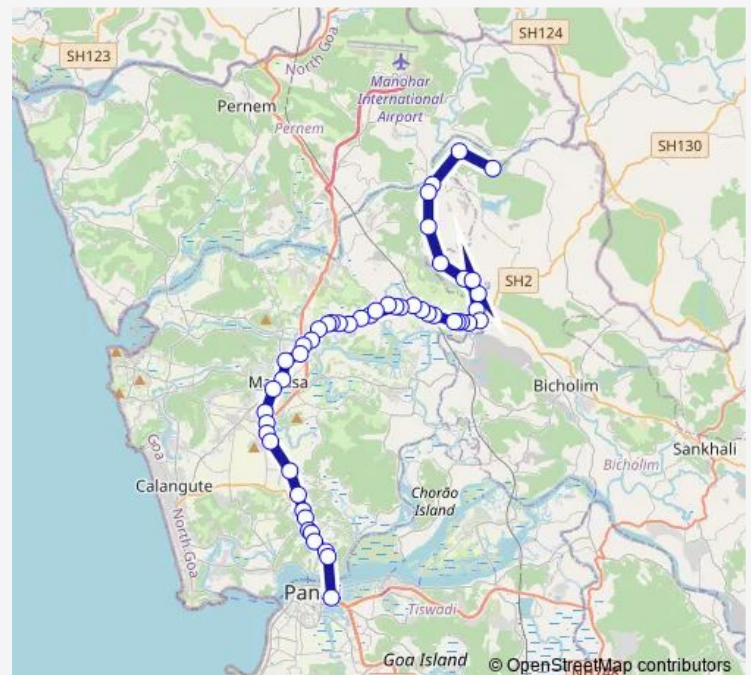 SH124
SH123
North Goa
Manohar
International
Airport
Pernem
Pernem
SH130
SH2
Bicholim
Sankhali
Bicholim
Goa
Calangute
North Goa
Chorão
Island
Pan
Tiswadi
Goa Island
© OpenStreetMap contributors